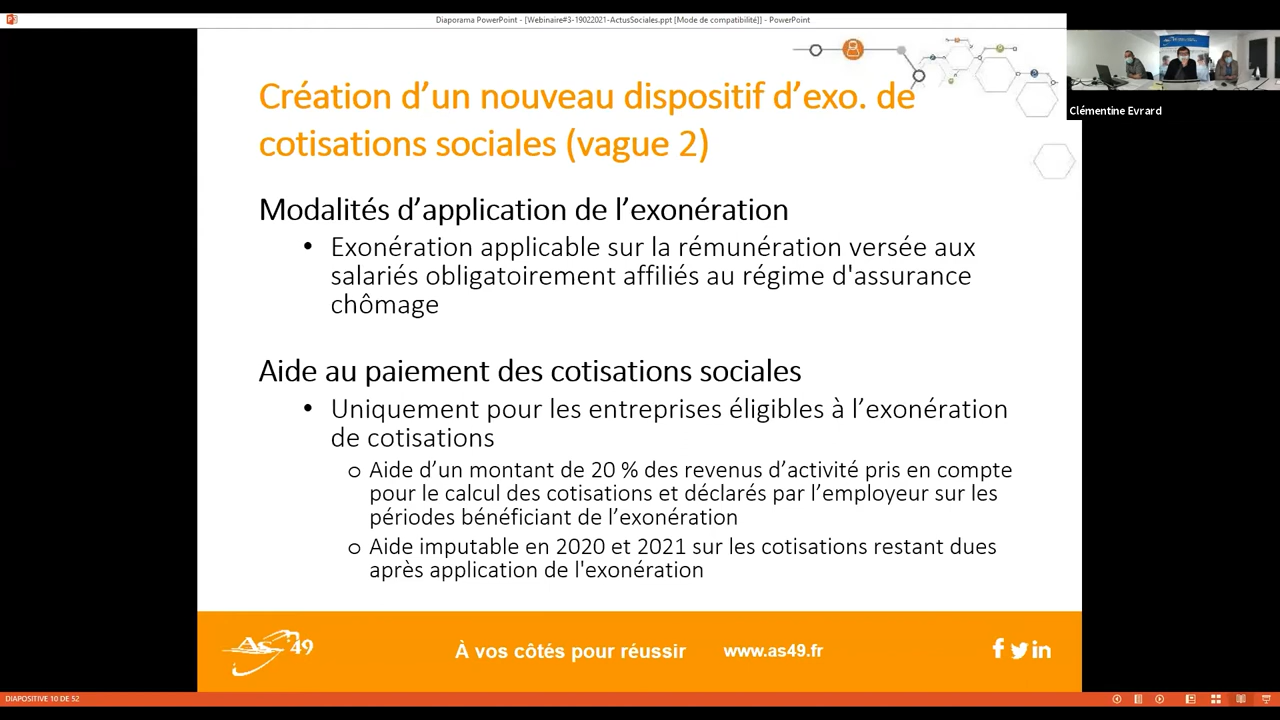 Diaporama PowerPoint - [Webinaire#3-19022021-ActusSociales.ppt [Mode de compatibilité]] - PowerPoint
Clémentine Evrard
Création d’un nouveau dispositif d’exo. de
cotisations sociales (vague 2)
Modalités d’application de l’exonération
• Exonération applicable sur la rémunération versée aux
salariés obligatoirement affiliés au régime d'assurance
chômage
Aide au paiement des cotisations sociales
• Uniquement pour les entreprises éligibles à l’exonération
de cotisations
o Aide d’un montant de 20 % des revenus d’activité pris en compte
pour le calcul des cotisations et déclarés par l’employeur sur les
périodes bénéficiant de l’exonération
o Aide imputable en 2020 et 2021 sur les cotisations restant dues
après application de l'exonération
As 49
À vos côtés pour réussir
www.as49.fr
DIAPOSITIVE 10 DE 52